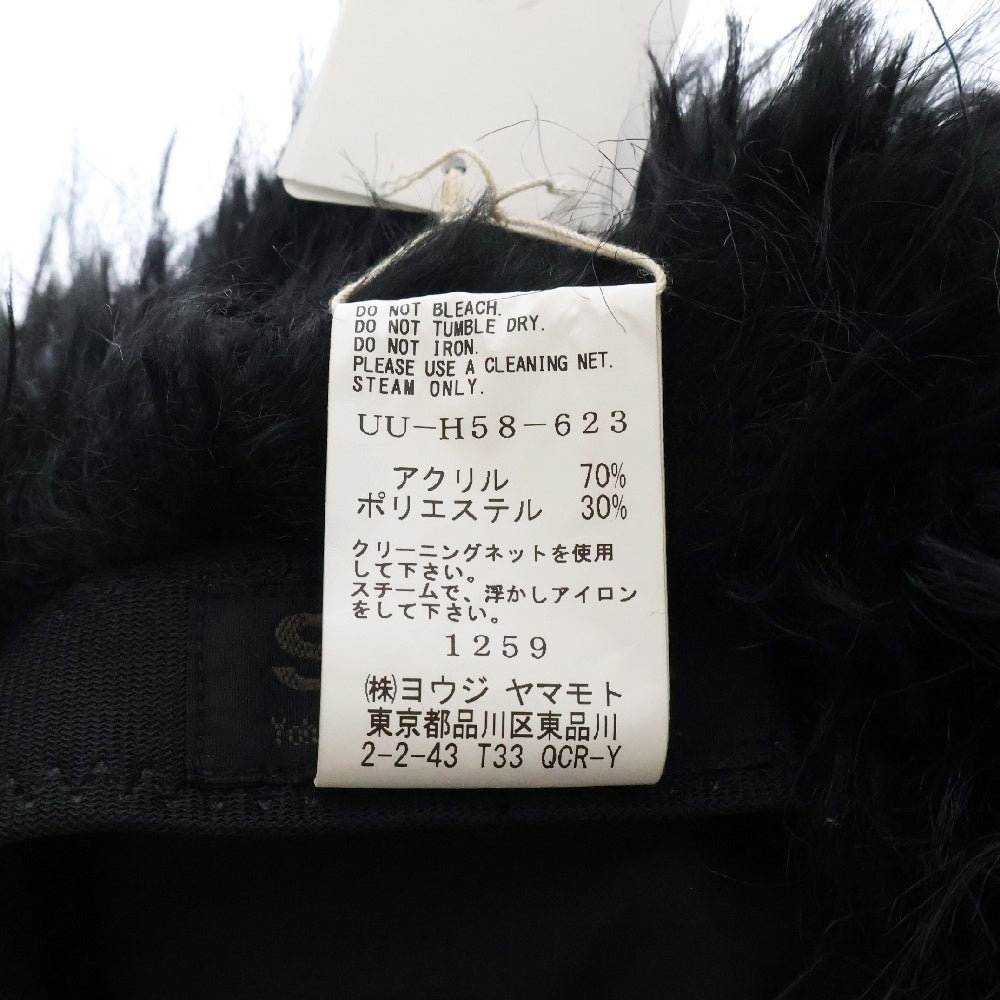 DO NOT BLEACH.
DO NOT TUMBLE DRY.
DO NOT IRON.
PLEASE USE A CLEANING NET.
STEAM ONLY.
UU-H58-623
アクリル 70%
ポリエステル 30%
クリーニングネットを使用
して下さい。
スチームで、浮かしアイロン
をして下さい。
1259
㈱ヨウジ ヤマモト
東京都品川区東品川
2-2-43 T33 QCR-Y